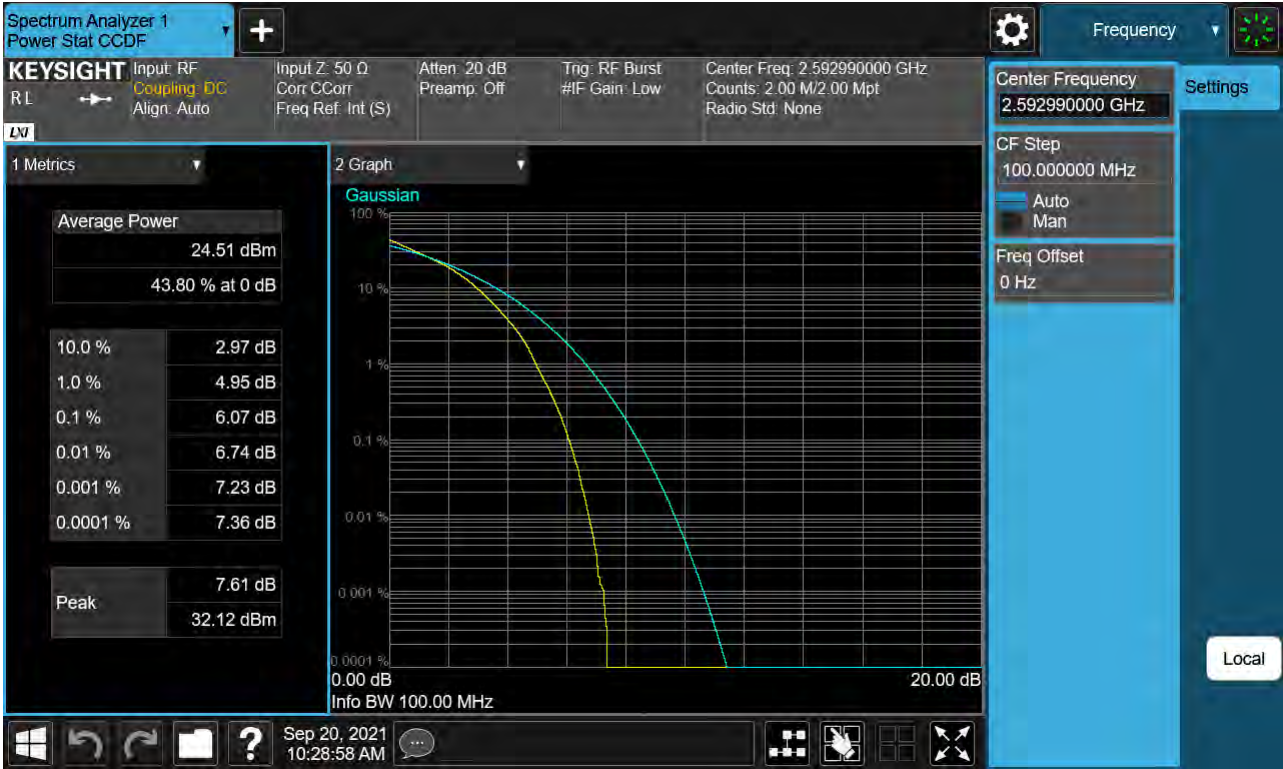 Spectrum Analyzer 1
Power Stat CCDF
+
Frequency
KEYSIGHT
R L
LXI
Input: RF
Coupling: DC
Align: Auto
Input Z: 50 Ω
Corr CCorr
Freq Ref: Int (S)
Atten: 20 dB
Preamp: Off
Trig: RF Burst
#IF Gain: Low
Center Freq: 2.592990000 GHz
Counts: 2.00 M/2.00 Mpt
Radio Std: None
Center Frequency
2.592990000 GHz
Settings
CF Step
100.000000 MHz
Auto
Man
Freq Offset
0 Hz
1 Metrics
Average Power
24.51 dBm
43.80 % at 0 dB
10.0 % 2.97 dB
1.0 % 4.95 dB
0.1 % 6.07 dB
0.01 % 6.74 dB
0.001 % 7.23 dB
0.0001 % 7.36 dB
Peak
7.61 dB
32.12 dBm
2 Graph
Gaussian
100 %
10 %
1 %
0.1 %
0.01 %
0.001 %
0.0001 %
0.00 dB 20.00 dB
Info BW 100.00 MHz
Local
?
Sep 20, 2021
10:28:58 AM